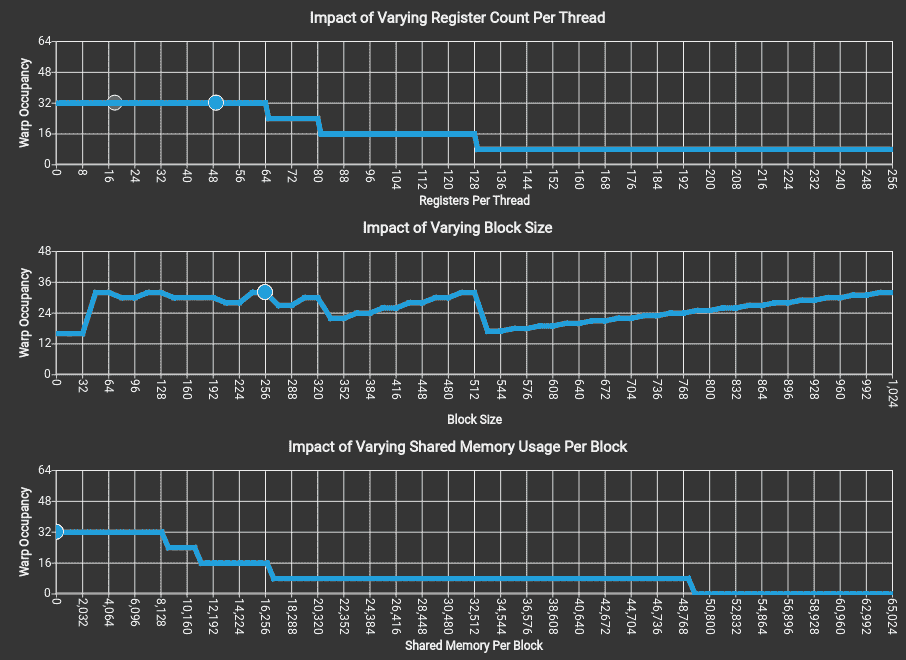 Impact of Varying Register Count Per Thread
Warp Occupancy
64
48
32
16
0
0 8 16 24 32 40 48 56 64 72 80 88 96 104 112 120 128 136 144 152 160 168 176 184 192 200 208 216 224 232 240 248 256
Registers Per Thread
Impact of Varying Block Size
Warp Occupancy
48
36
24
12
0
0 32 64 96 128 160 192 224 256 288 320 352 384 416 448 480 512 544 576 608 640 672 704 736 768 800 832 864 896 928 960 992 1,024
Block Size
Impact of Varying Shared Memory Usage Per Block
Warp Occupancy
64
48
32
16
0
0 2,032 4,064 6,096 8,128 10,160 12,192 14,224 16,256 18,288 20,320 22,352 24,384 26,416 28,448 30,480 32,512 34,544 36,576 38,608 40,640 42,672 44,704 46,736 48,768 50,800 52,832 54,864 56,896 58,928 60,960 62,992 65,024
Shared Memory Per Block